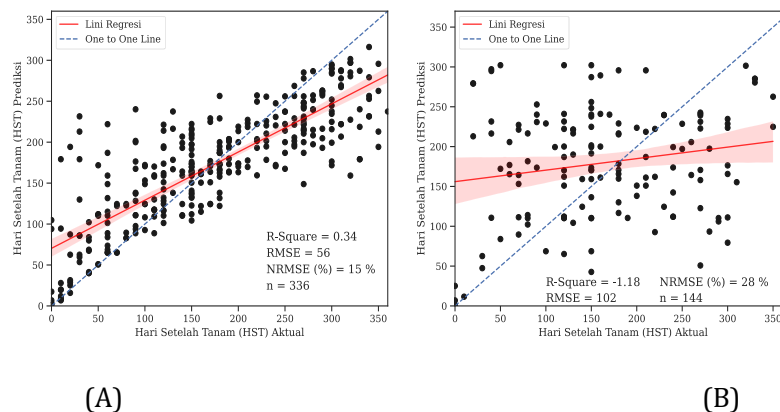 Lini Regresi
One to One Line
Hari Setelah Tanam (HST) Prediksi
350
300
250
200
150
100
50
0
R-Square = 0.34
RMSE = 56
NRMSE (%) = 15 %
n = 336
0 50 100 150 200 250 300 350
Hari Setelah Tanam (HST) Aktual
(A)
Lini Regresi
One to One Line
Hari Setelah Tanam (HST) Prediksi
350
300
250
200
150
100
50
0
R-Square = -1.18 NRMSE (%) = 28 %
RMSE = 102 n = 144
0 50 100 150 200 250 300 350
Hari Setelah Tanam (HST) Aktual
(B)